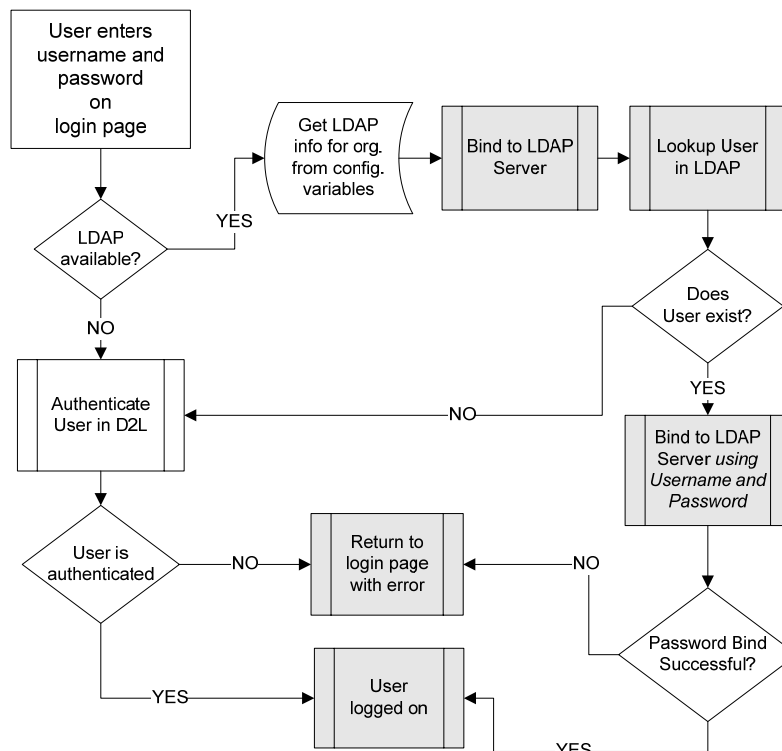 User enters
username and
password
on
login page
Get LDAP
info for org.
from config.
variables
Bind to LDAP
Server
Lookup User
in LDAP
YES
LDAP
available?
Does
User exist?
NO
YES
Authenticate
User in D2L
NO
Bind to LDAP
Server using
Username and
Password
User is
authenticated
NO
Return to
login page
with error
NO
Password Bind
Successful?
YES
User
logged on
YES